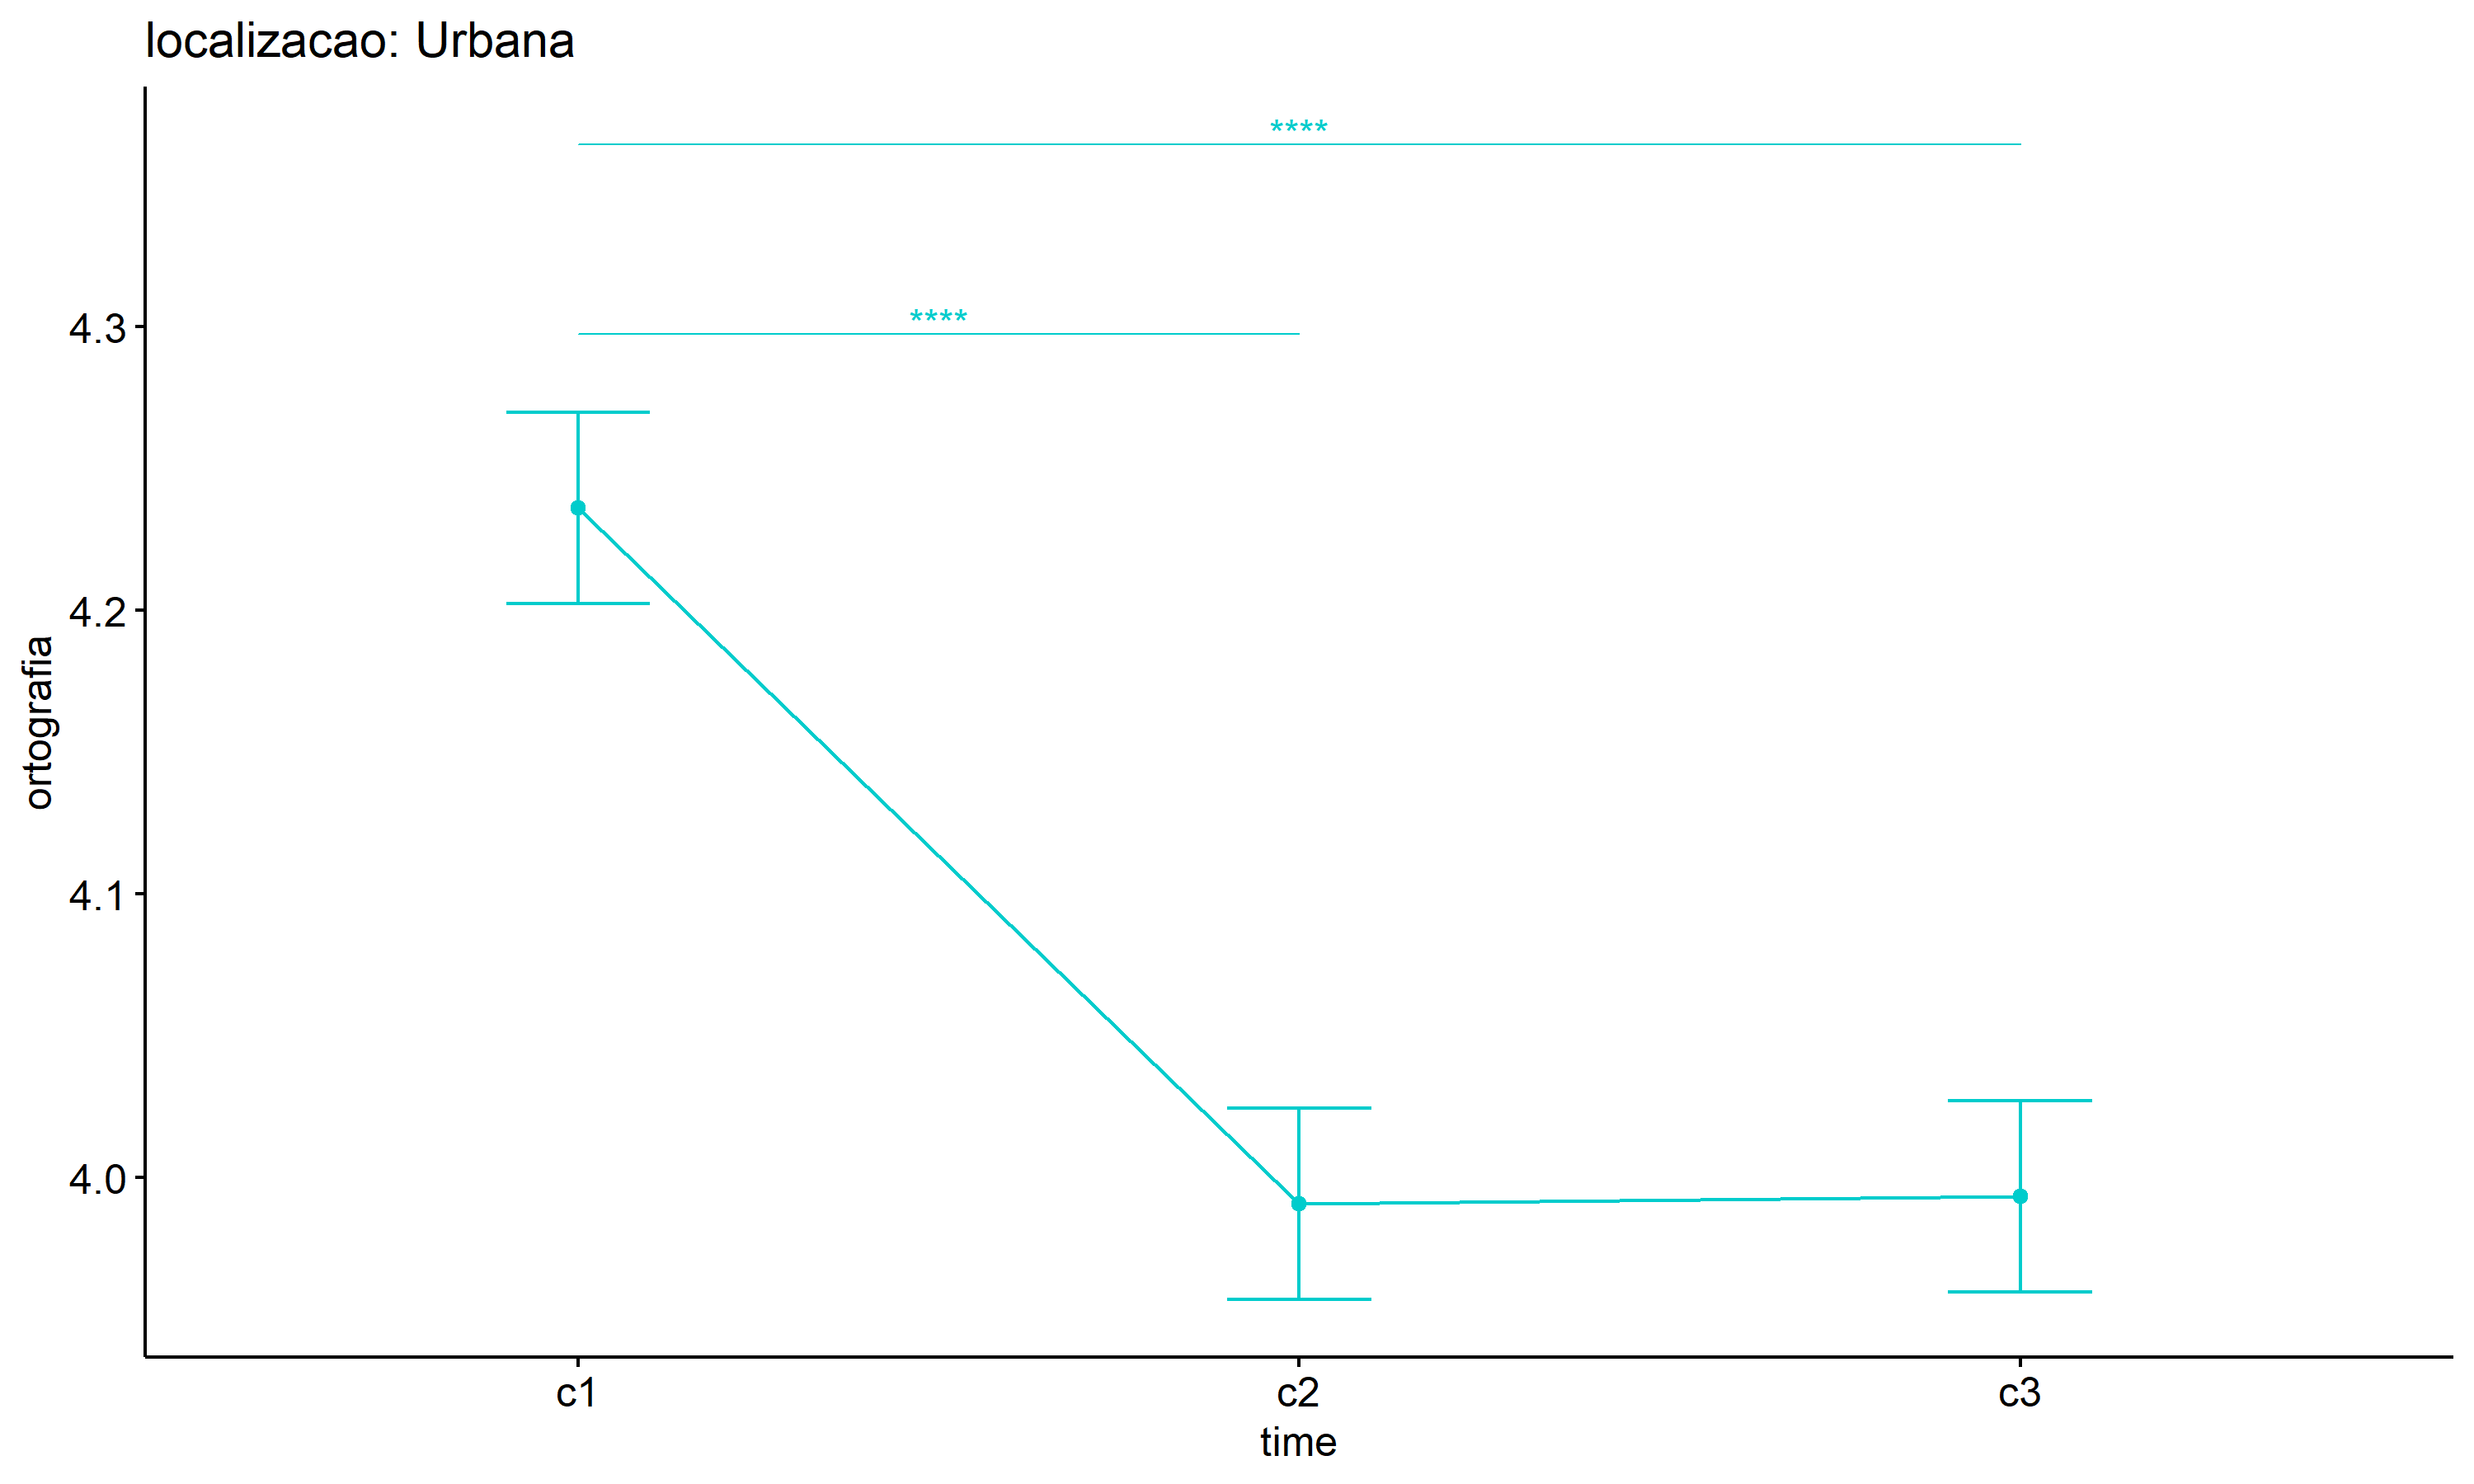 localizacao: Urbana
****
****
4.3
4.2
4.1
4.0
ortografia
c1 c2 c3
time